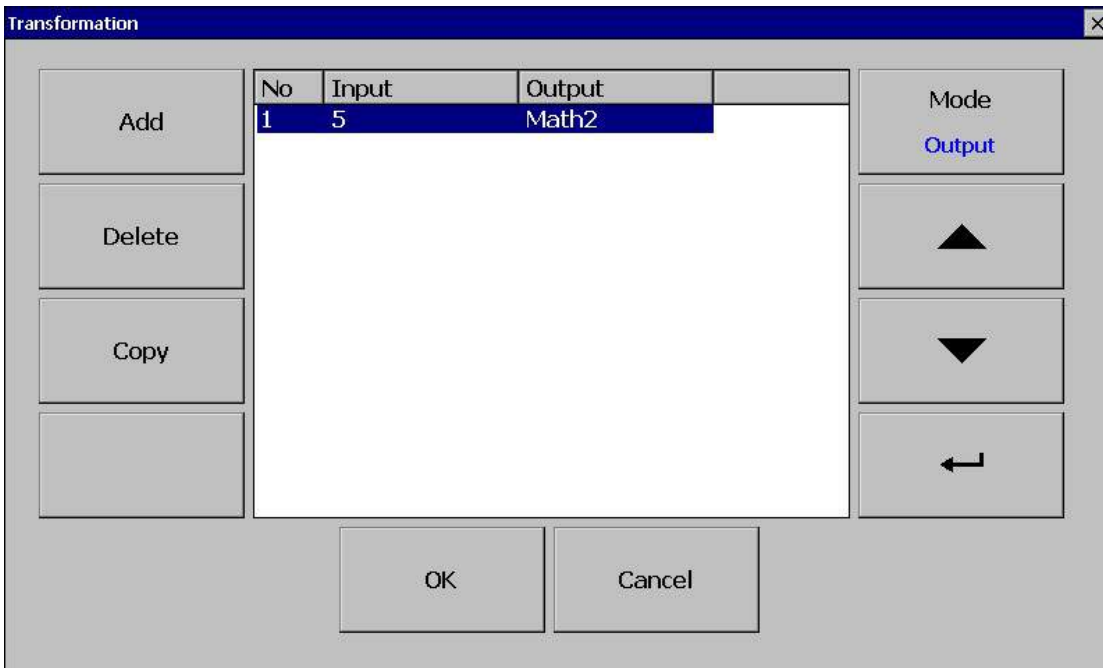 Transformation
Add
Delete
Copy
No Input Output
1 5 Math2
Mode
Output
OK
Cancel